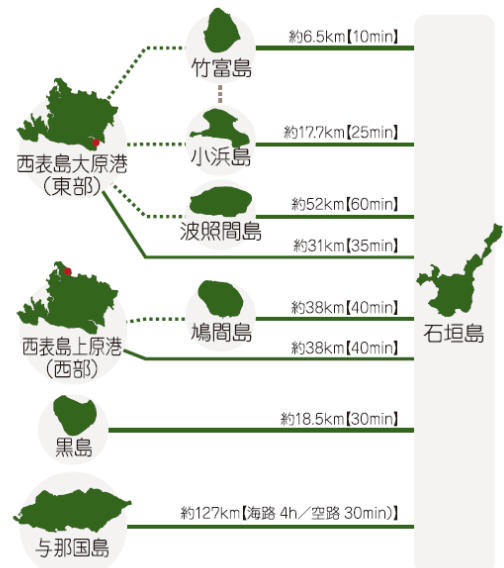 約6.5km【10min】
竹富島
約17.7km【25min】
小浜島
西表島大原港
(東部)
約52km【60min】
波照間島
約31km【35min】
約38km【40min】
鳩間島
石垣島
西表島上原港
(西部)
約38km【40min】
約18.5km【30min】
黒島
約127km【海路 4h／空路 30min)】
与那国島